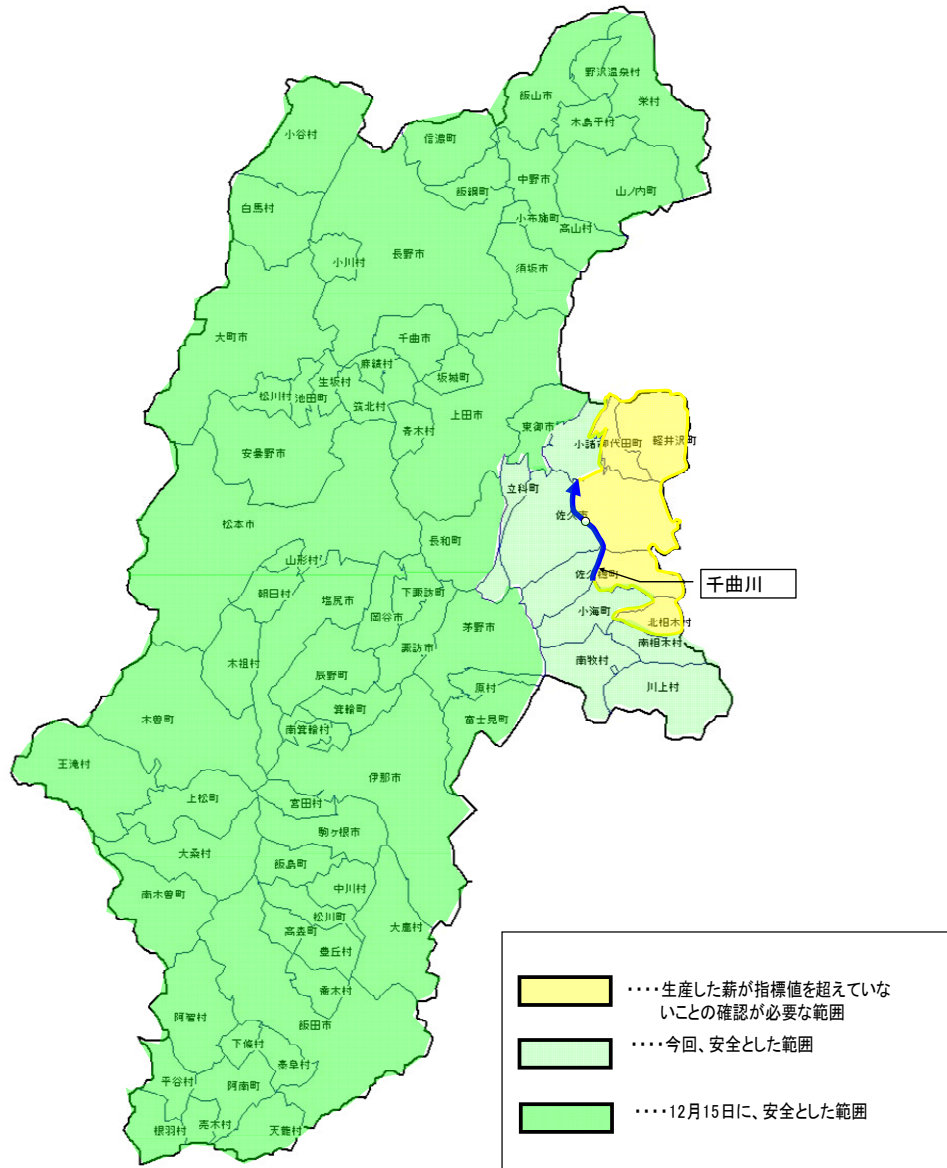 野沢温泉村
飯山市
栄村
木島平村
小谷村
信濃町
中野市
飯綱町
山ノ内町
白馬村
小布施町
高山村
小川村
長野市
須坂市
大町市
千曲市
麻績村
坂城町
生坂村
松川村
池田町
筑北村
上田市
青木村
東御市
小諸
御代田町
軽井沢町
安曇野市
立科町
佐久市
松本市
長和町
山形村
佐久穂町
千曲川
朝日村
塩尻市
下諏訪町
岡谷市
小海町
北相木村
茅野市
諏訪市
南相木村
木祖村
辰野町
南牧村
原村
川上村
箕輪町
木曽町
南箕輪村
富士見町
王滝村
伊那市
上松町
宮田村
駒ヶ根市
大桑村
飯島町
中川村
南木曽町
松川町
高森町
大鹿村
豊丘村
喬木村
阿智村
飯田市
下條村
泰阜村
平谷村
阿南町
根羽村
売木村
天龍村
‥‥生産した薪が指標値を超えていな
いことの確認が必要な範囲
‥‥今回、安全とした範囲
‥‥12月15日に、安全とした範囲